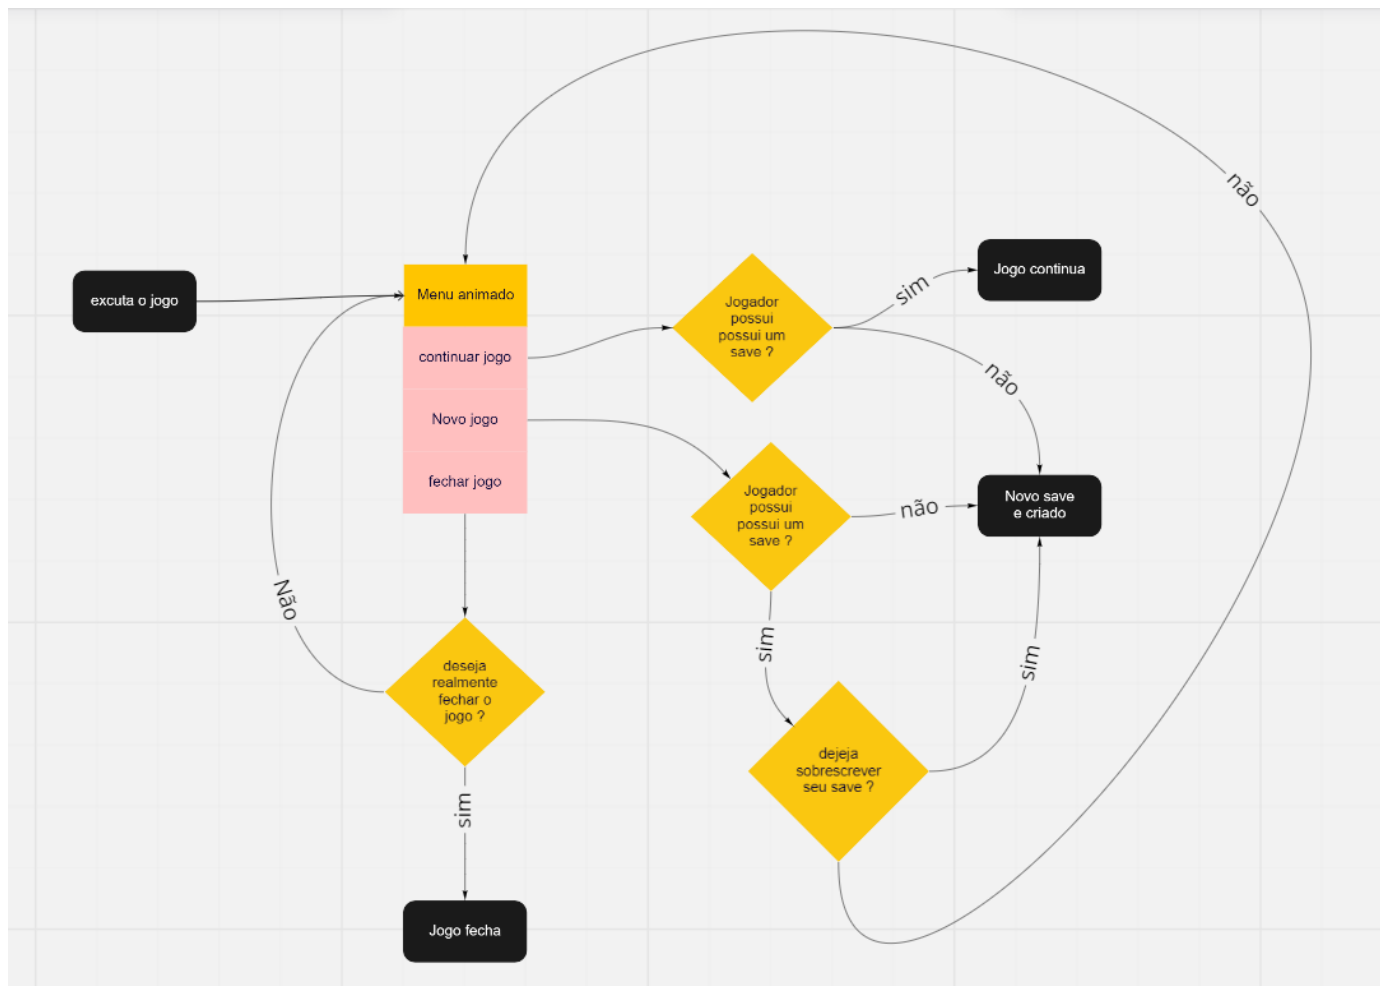 não
excuta o jogo
Menu animado
continuar jogo
Novo jogo
fechar jogo
Jogador
possui
possui um
save ?
sim
Jogo continua
não
Jogador
possui
possui um
save ?
não
Novo save
e criado
sim
dejeja
sobrescrever
seu save ?
sim
Não
deseja
realmente
fechar o
jogo ?
sim
Jogo fecha